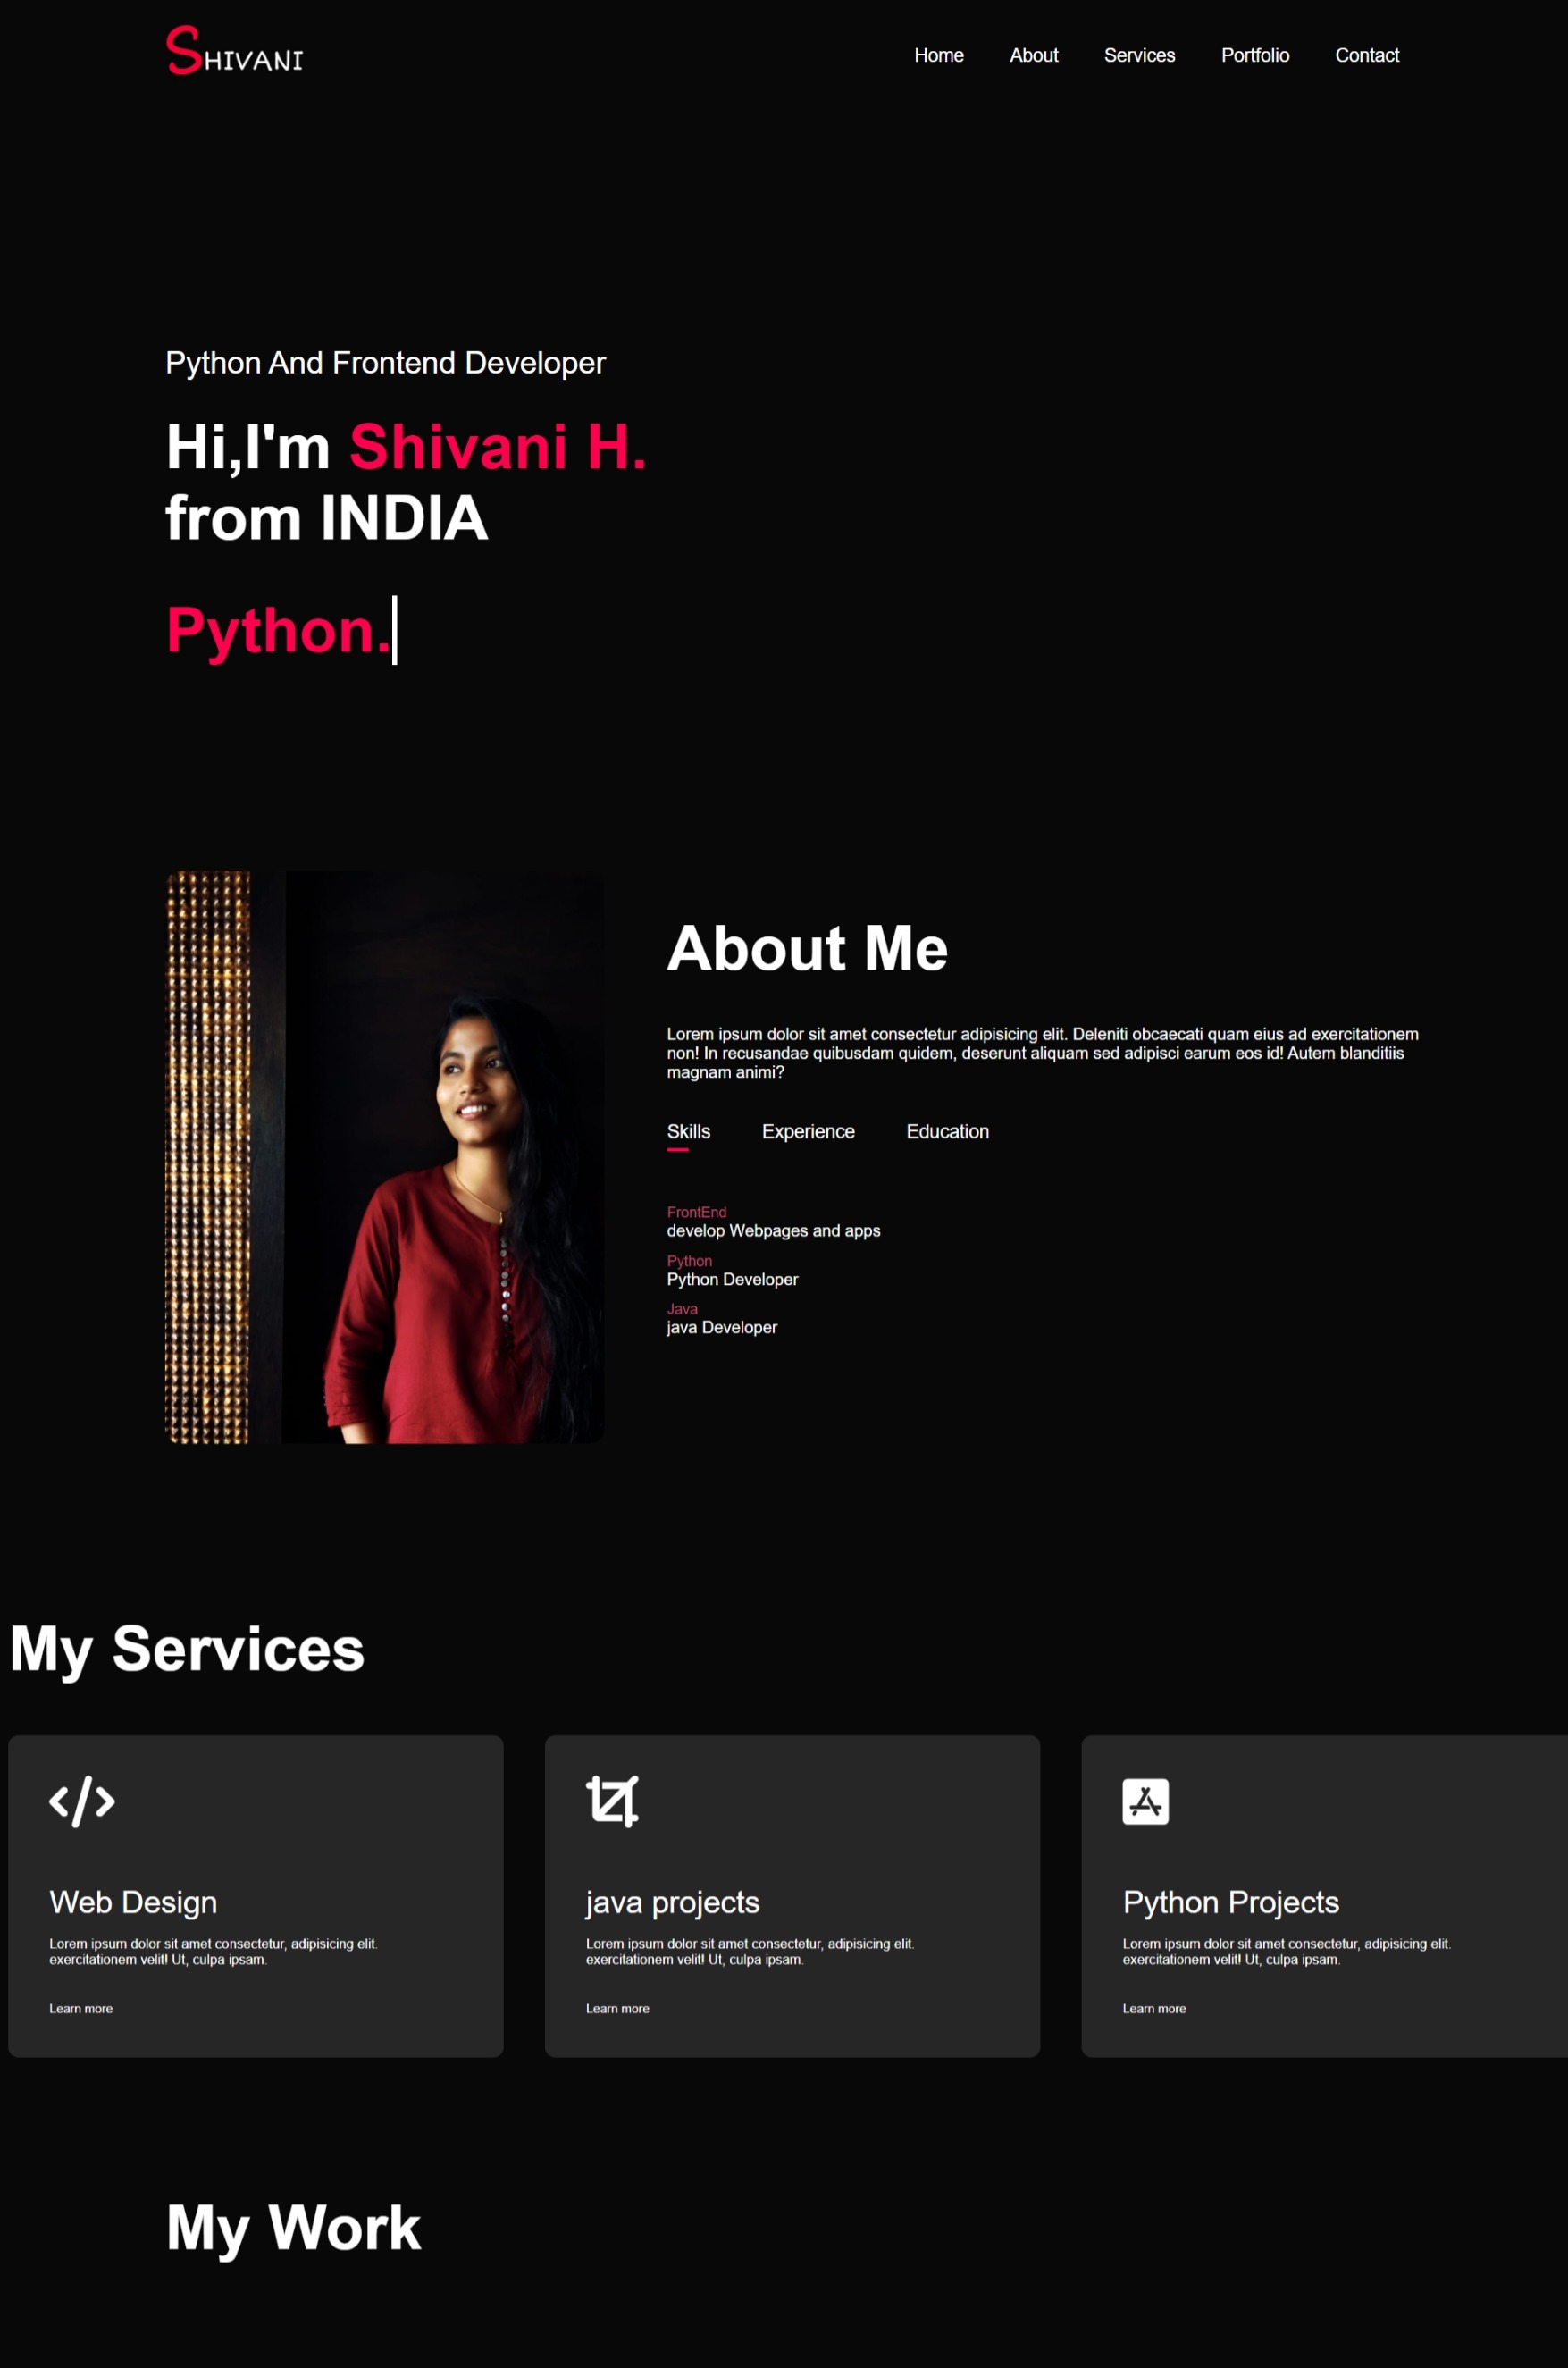 SHIVANI
Home About Services Portfolio Contact
Python And Frontend Developer
Hi,I'm Shivani H.
from INDIA
Python.
About Me
Lorem ipsum dolor sit amet consectetur adipisicing elit. Deleniti obcaecati quam eius ad exercitationem
non! In recusandae quibusdam quidem, deserunt aliquam sed adipisci earum eos id! Autem blanditiis
magnam animi?
Skills Experience Education
FrontEnd
develop Webpages and apps
Python
Python Developer
Java
java Developer
My Services
Web Design
Lorem ipsum dolor sit amet consectetur, adipisicing elit.
exercitationem velit! Ut, culpa ipsam.
Learn more
java projects
Lorem ipsum dolor sit amet consectetur, adipisicing elit.
exercitationem velit! Ut, culpa ipsam.
Learn more
Python Projects
Lorem ipsum dolor sit amet consectetur, adipisicing elit.
exercitationem velit! Ut, culpa ipsam.
Learn more
My Work